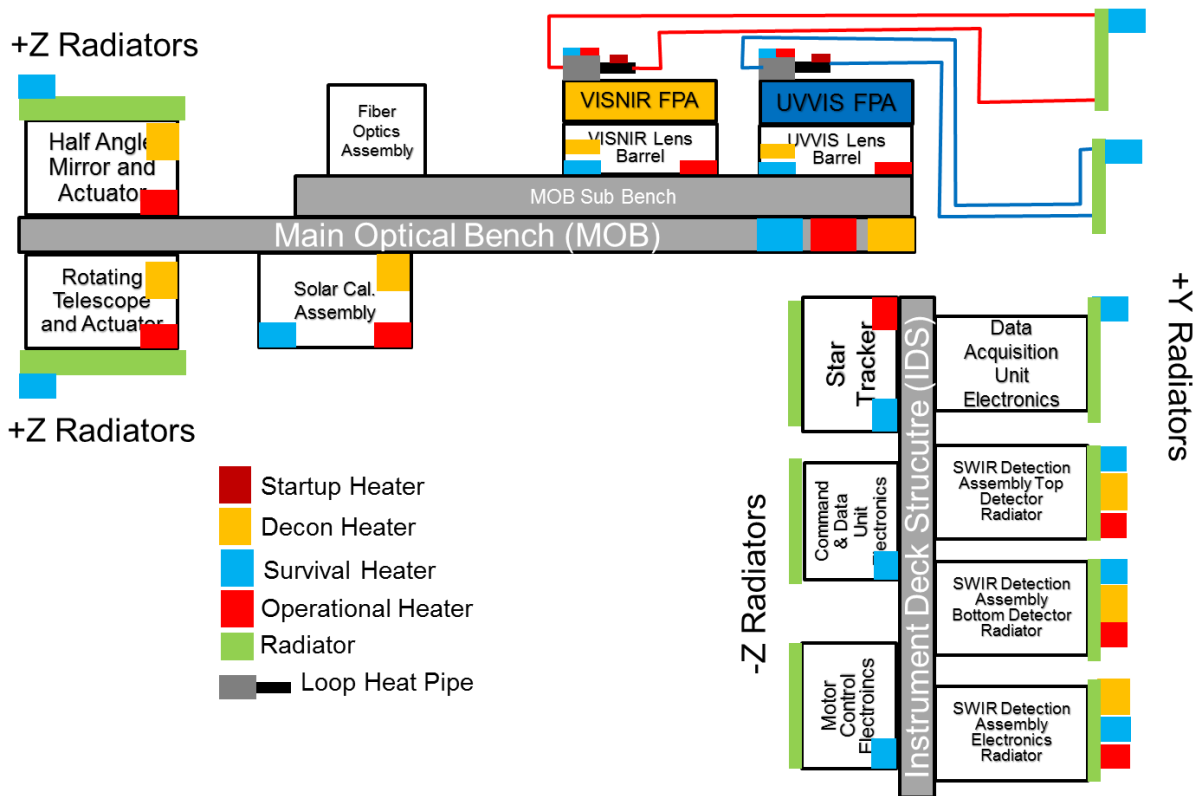 +Z Radiators
Half Angle
Mirror and
Actuator
Fiber
Optics
Assembly
VISNIR FPA
VISNIR Lens
Barrel
UVVIS FPA
UVVIS Lens
Barrel
MOB Sub Bench
Main Optical Bench (MOB)
Rotating
Telescope
and Actuator
Solar Cal.
Assembly
+Z Radiators
Startup Heater
Decon Heater
Survival Heater
Operational Heater
Radiator
Loop Heat Pipe
-Z Radiators
Star
Tracker
Command
& Data
Unit
Electronics
Motor
Control
Electroincs
Instrument Deck Strucutre (IDS)
Data
Acquisition
Unit
Electronics
SWIR Detection
Assembly Top
Detector
Radiator
SWIR Detection
Assembly
Bottom Detector
Radiator
SWIR Detection
Assembly
Electronics
Radiator
+Y Radiators